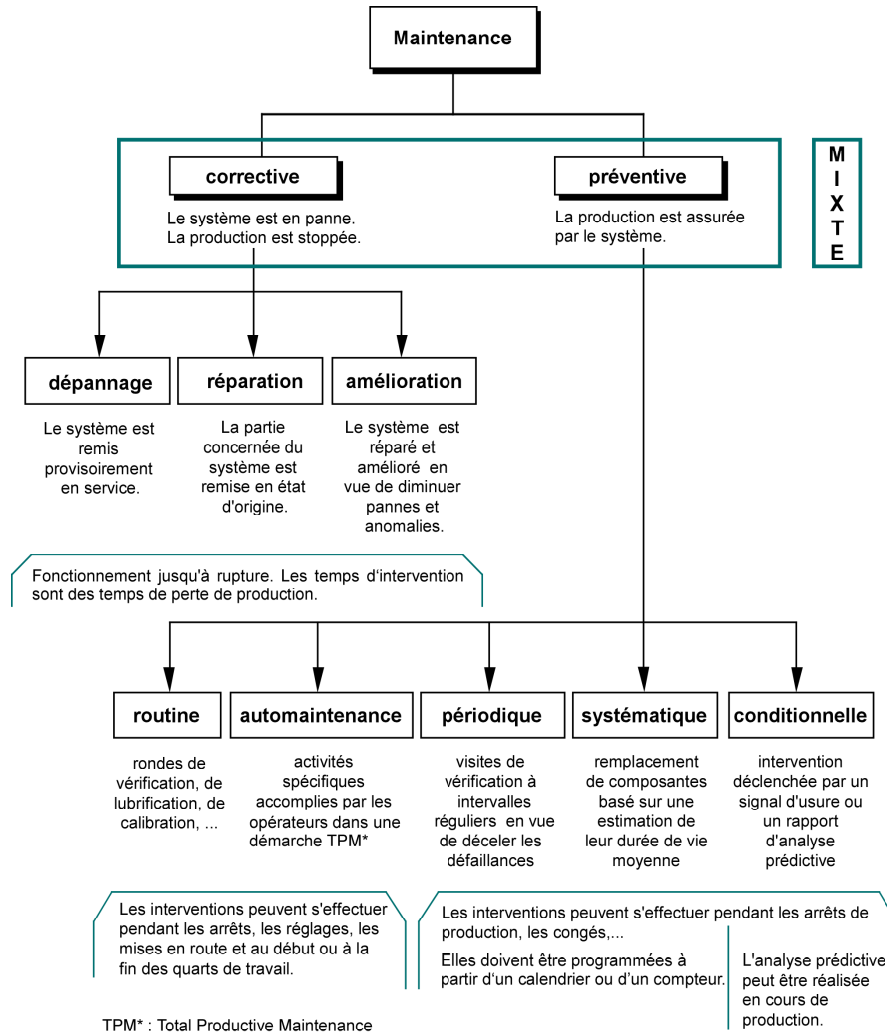 Maintenance
corrective
Le système est en panne.
La production est stoppée.
préventive
La production est assurée
par le système.
M
I
X
T
E
dépannage
Le système est
remis
provisoirement
en service.
réparation
La partie
concernée du
système est
remise en état
d'origine.
amélioration
Le système est
réparé et
amélioré en
vue de diminuer
pannes et
anomalies.
Fonctionnement jusqu'à rupture. Les temps d'intervention
sont des temps de perte de production.
routine
rondes de
vérification, de
lubrification, de
calibration, ...
automaintenance
activités
spécifiques
accomplies par les
opérateurs dans une
démarche TPM*
périodique
visites de
vérification à
intervalles
réguliers en vue
de déceler les
défaillances
systématique
remplacement
de composantes
basé sur une
estimation de
leur durée de vie
moyenne
conditionnelle
intervention
déclenchée par un
signal d'usure ou
un rapport
d'analyse
prédictive
Les interventions peuvent s'effectuer
pendant les arrêts, les réglages, les
mises en route et au début ou à la
fin des quarts de travail.
Les interventions peuvent s'effectuer pendant les arrêts de
production, les congés,...
Elles doivent être programmées à
partir d'un calendrier ou d'un compteur.
L'analyse prédictive
peut être réalisée
en cours de
production.
TPM* : Total Productive Maintenance